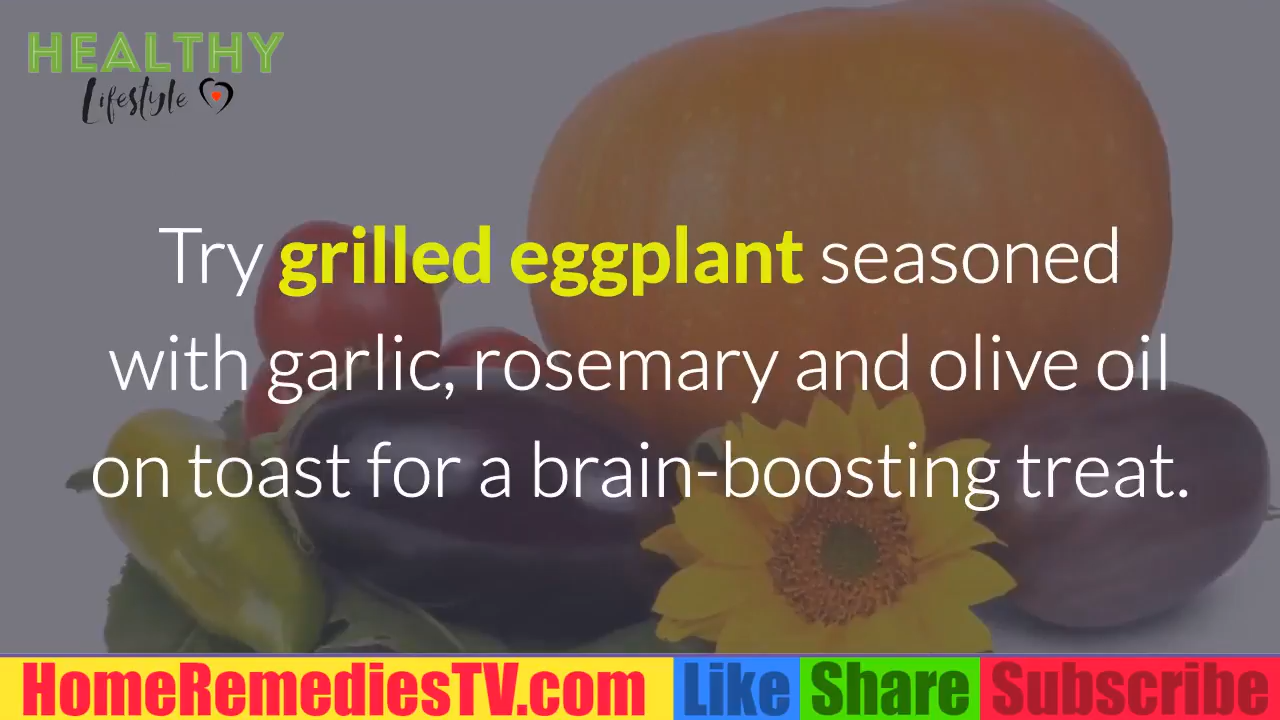 HEALTHY
Lifestyle
Try grilled eggplant seasoned
with garlic, rosemary and olive oil
on toast for a brain-boosting treat.
HomeRemediesTV.com Like Share Subscribe